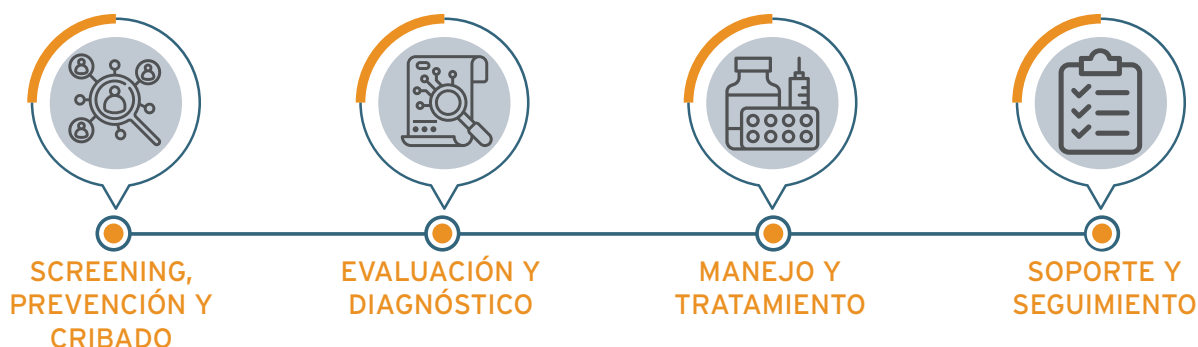 SCREENING,
PREVENCIÓN Y
CRIBADO
EVALUACIÓN Y
DIAGNÓSTICO
MANEJO Y
TRATAMIENTO
SOPORTE Y
SEGUIMIENTO